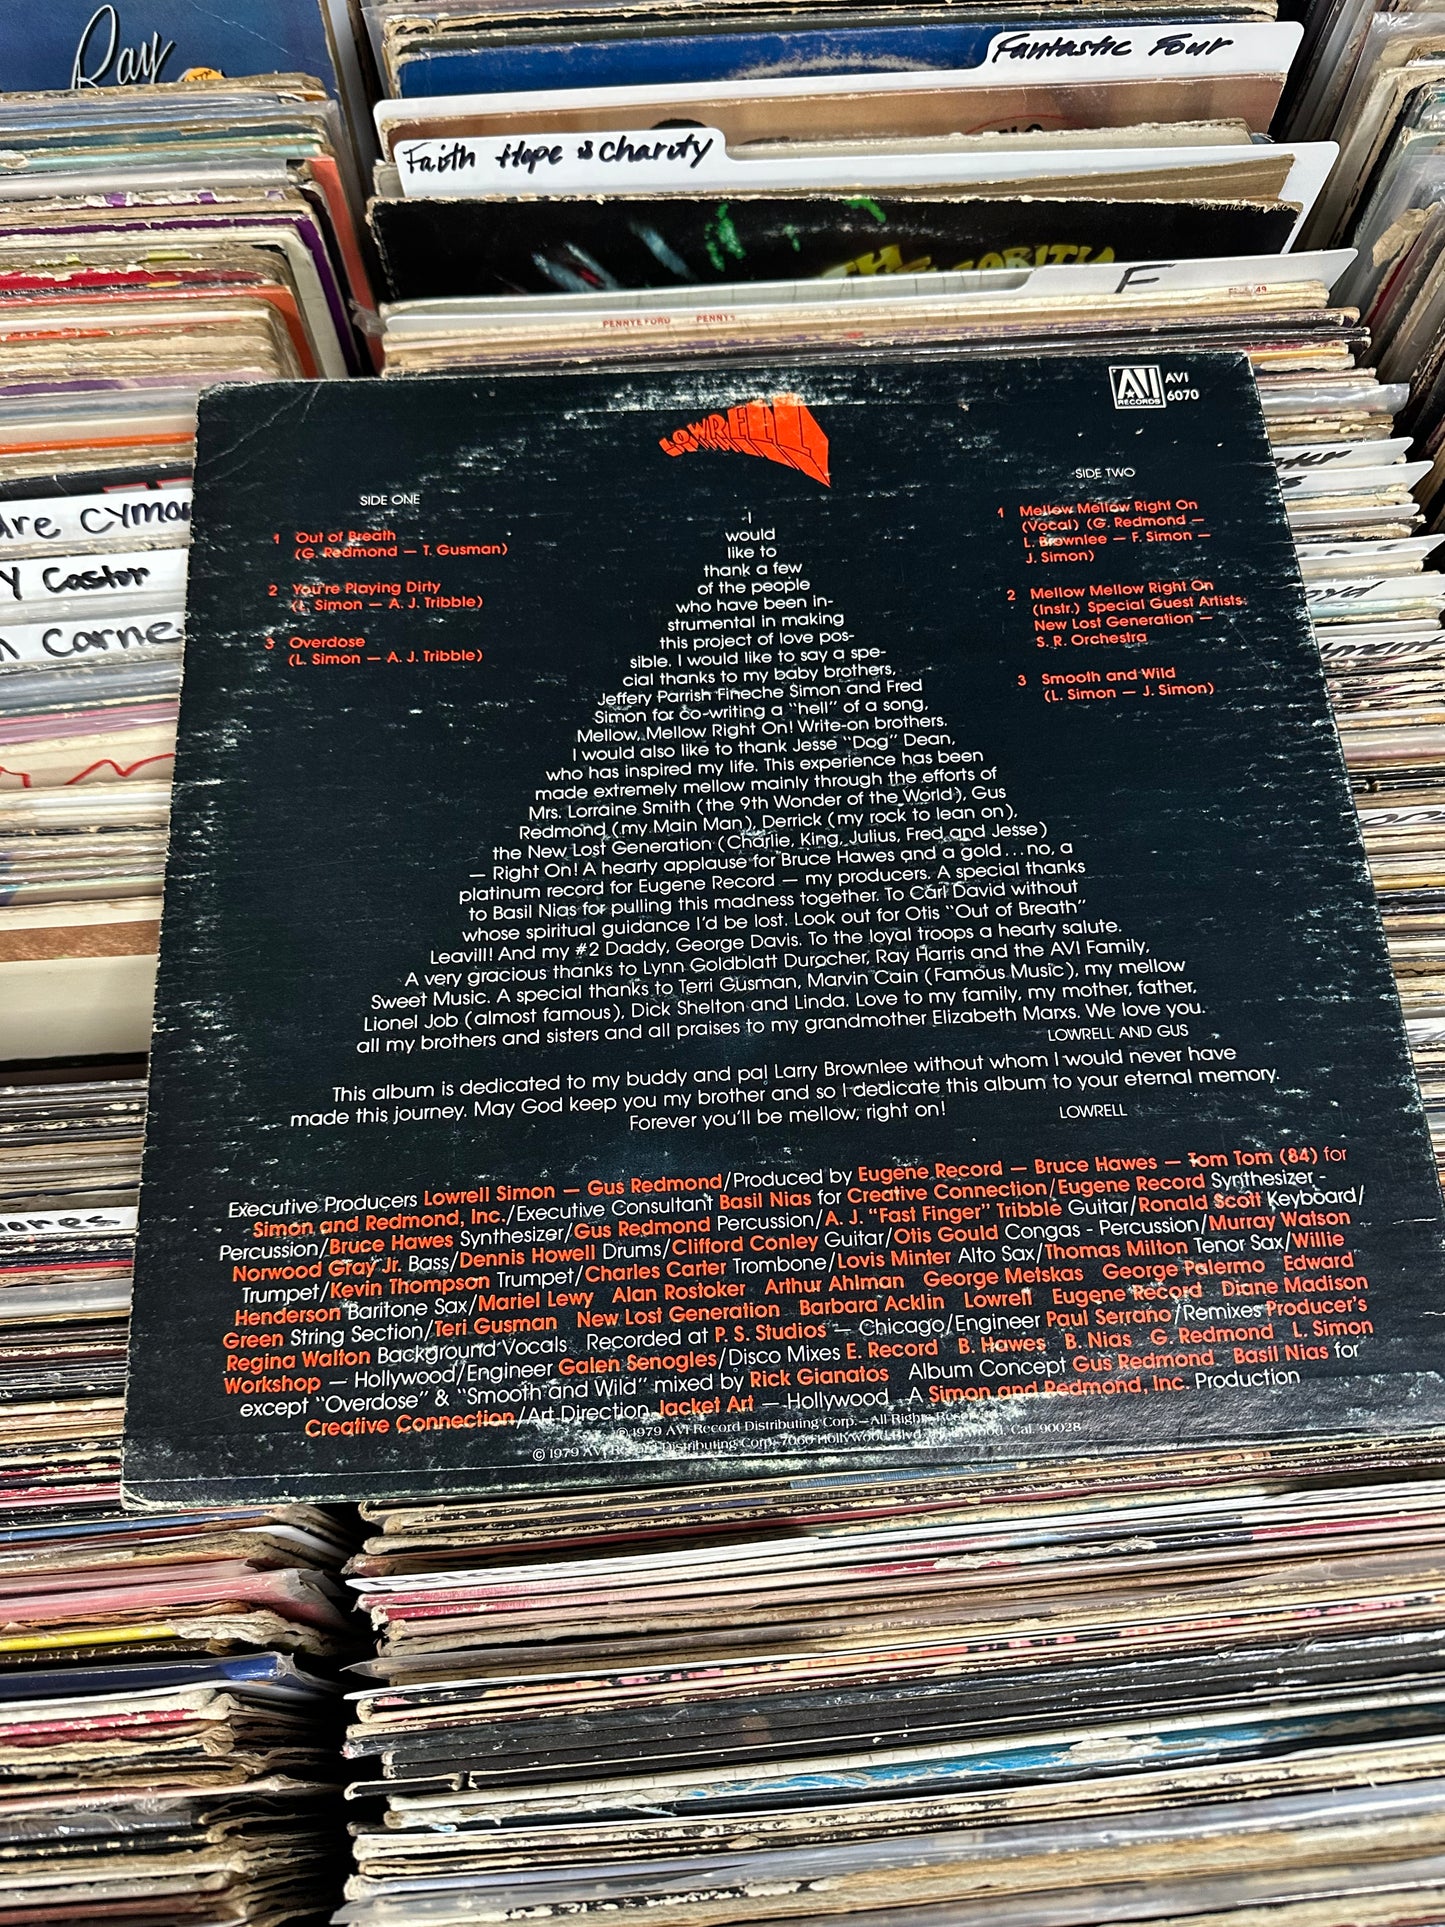 Ray
Fantastic Four
Faith Hope & Charity
F
PENNYE FORD
PENNYE
Castor
AVI
RECORDS
AVI
6070
LOWRELL
SIDE ONE
1 Out of Breath
(G. Redmond — T. Gusman)
2 You're Playing Dirty
(L. Simon — A. J. Tribble)
3 Overdose
(L. Simon — A. J. Tribble)
I
would
like to
thank a few
of the people
who have been in-
strumental in making
this project of love pos-
sible. I would like to say a spe-
cial thanks to my baby brothers,
Jeffery Parrish Fineche Simon and Fred
Simon for co-writing a "hell" of a song,
Mellow, Mellow Right On! Write-on brothers.
I would also like to thank Jesse "Dog" Dean,
who has inspired my life. This experience has been
made extremely mellow mainly through the efforts of
Mrs. Lorraine Smith (the 9th Wonder of the World), Gus
Redmond (my Main Man), Derrick (my rock to lean on),
the New Lost Generation (Charlie, King, Julius, Fred and Jesse)
— Right On! A hearty applause for Bruce Hawes and a gold...no, a
platinum record for Eugene Record — my producers. A special thanks
to Basil Nias for pulling this madness together. To Carl David without
whose spiritual guidance I'd be lost. Look out for Otis "Out of Breath"
Leavill! And my #2 Daddy, George Davis. To the loyal troops a hearty salute.
A very gracious thanks to Lynn Goldblatt Durocher, Ray Harris and the AVI Family,
Sweet Music. A special thanks to Terri Gusman, Marvin Cain (Famous Music), my mellow
Lionel Job (almost famous), Dick Shelton and Linda. Love to my family, my mother, father,
all my brothers and sisters and all praises to my grandmother Elizabeth Marxs. We love you.
LOWRELL AND GUS
SIDE TWO
1 Mellow Mellow Right On
(Vocal) (G. Redmond —
L. Brownlee — F. Simon —
J. Simon)
2 Mellow Mellow Right On
(Instr.) Special Guest Artists:
New Lost Generation —
S. R. Orchestra
3 Smooth and Wild
(L. Simon — J. Simon)
This album is dedicated to my buddy and pal Larry Brownlee without whom I would never have
made this journey. May God keep you my brother and so I dedicate this album to your eternal memory.
Forever you'll be mellow, right on! LOWRELL
Executive Producers Lowrell Simon — Gus Redmond/Produced by Eugene Record — Bruce Hawes — Tom Tom (84) for
Simon and Redmond, Inc./Executive Consultant Basil Nias for Creative Connection/Eugene Record Synthesizer -
Percussion/Bruce Hawes Synthesizer/Gus Redmond Percussion/A. J. "Fast Finger" Tribble Guitar/Ronald Scott Keyboard/
Norwood Gray Jr. Bass/Dennis Howell Drums/Clifford Conley Guitar/Otis Gould Congas - Percussion/Murray Watson
Trumpet/Kevin Thompson Trumpet/Charles Carter Trombone/Lovis Minter Alto Sax/Thomas Milton Tenor Sax/Willie
Henderson Baritone Sax/Mariel Lewy Alan Rostoker Arthur Ahlman George Metskas George Palermo Edward
Green String Section/Teri Gusman New Lost Generation Barbara Acklin Lowrell Eugene Record Diane Madison
Regina Walton Background Vocals Recorded at P. S. Studios — Chicago/Engineer Paul Serrano/Remixes Producer's
Workshop — Hollywood/Engineer Galen Senogles/Disco Mixes E. Record B. Hawes B. Nias G. Redmond L. Simon
except "Overdose" & "Smooth and Wild" mixed by Rick Gianatos Album Concept Gus Redmond Basil Nias for
Creative Connection/Art Direction Jacket Art — Hollywood A Simon and Redmond, Inc. Production
℗ 1979 AVI Record Distributing Corp. — All Rights Reserved
© 1979 AVI Record Distributing Corp., 7060 Hollywood Blvd., Hollywood, Cal. 90028